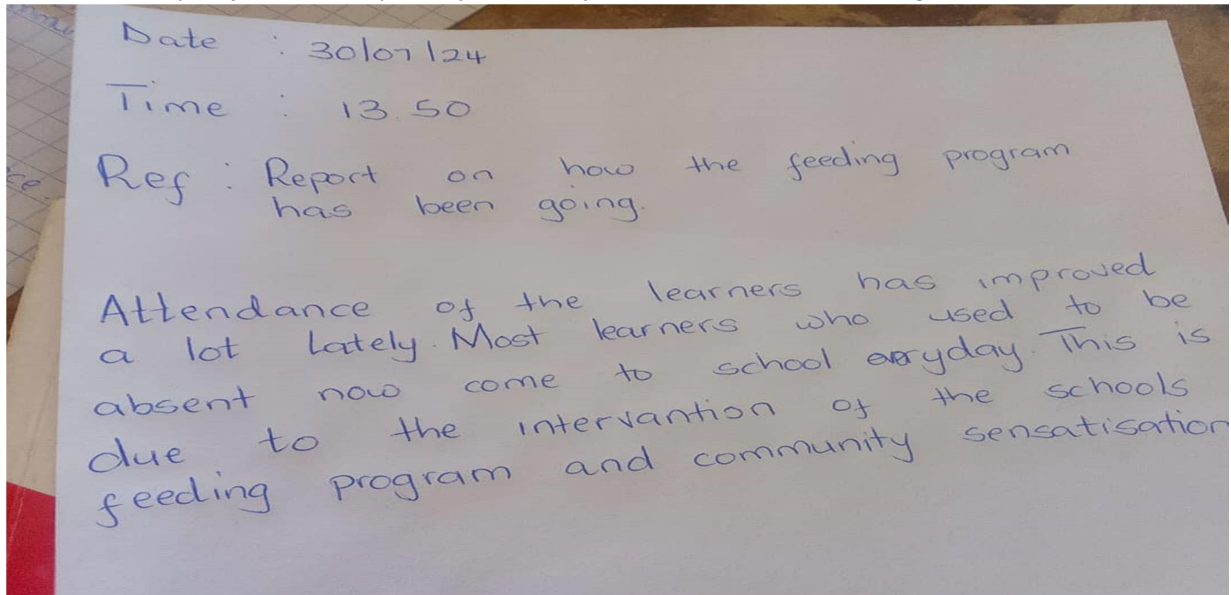 Date : 30/07/24
Time : 13.50
Ref : Report on how the feeding program
has been going.
Attendance of the learners has improved
a lot lately. Most learners who used to be
absent now come to school everyday. This is
due to the intervantion of the schools
feeding program and community sensatisation